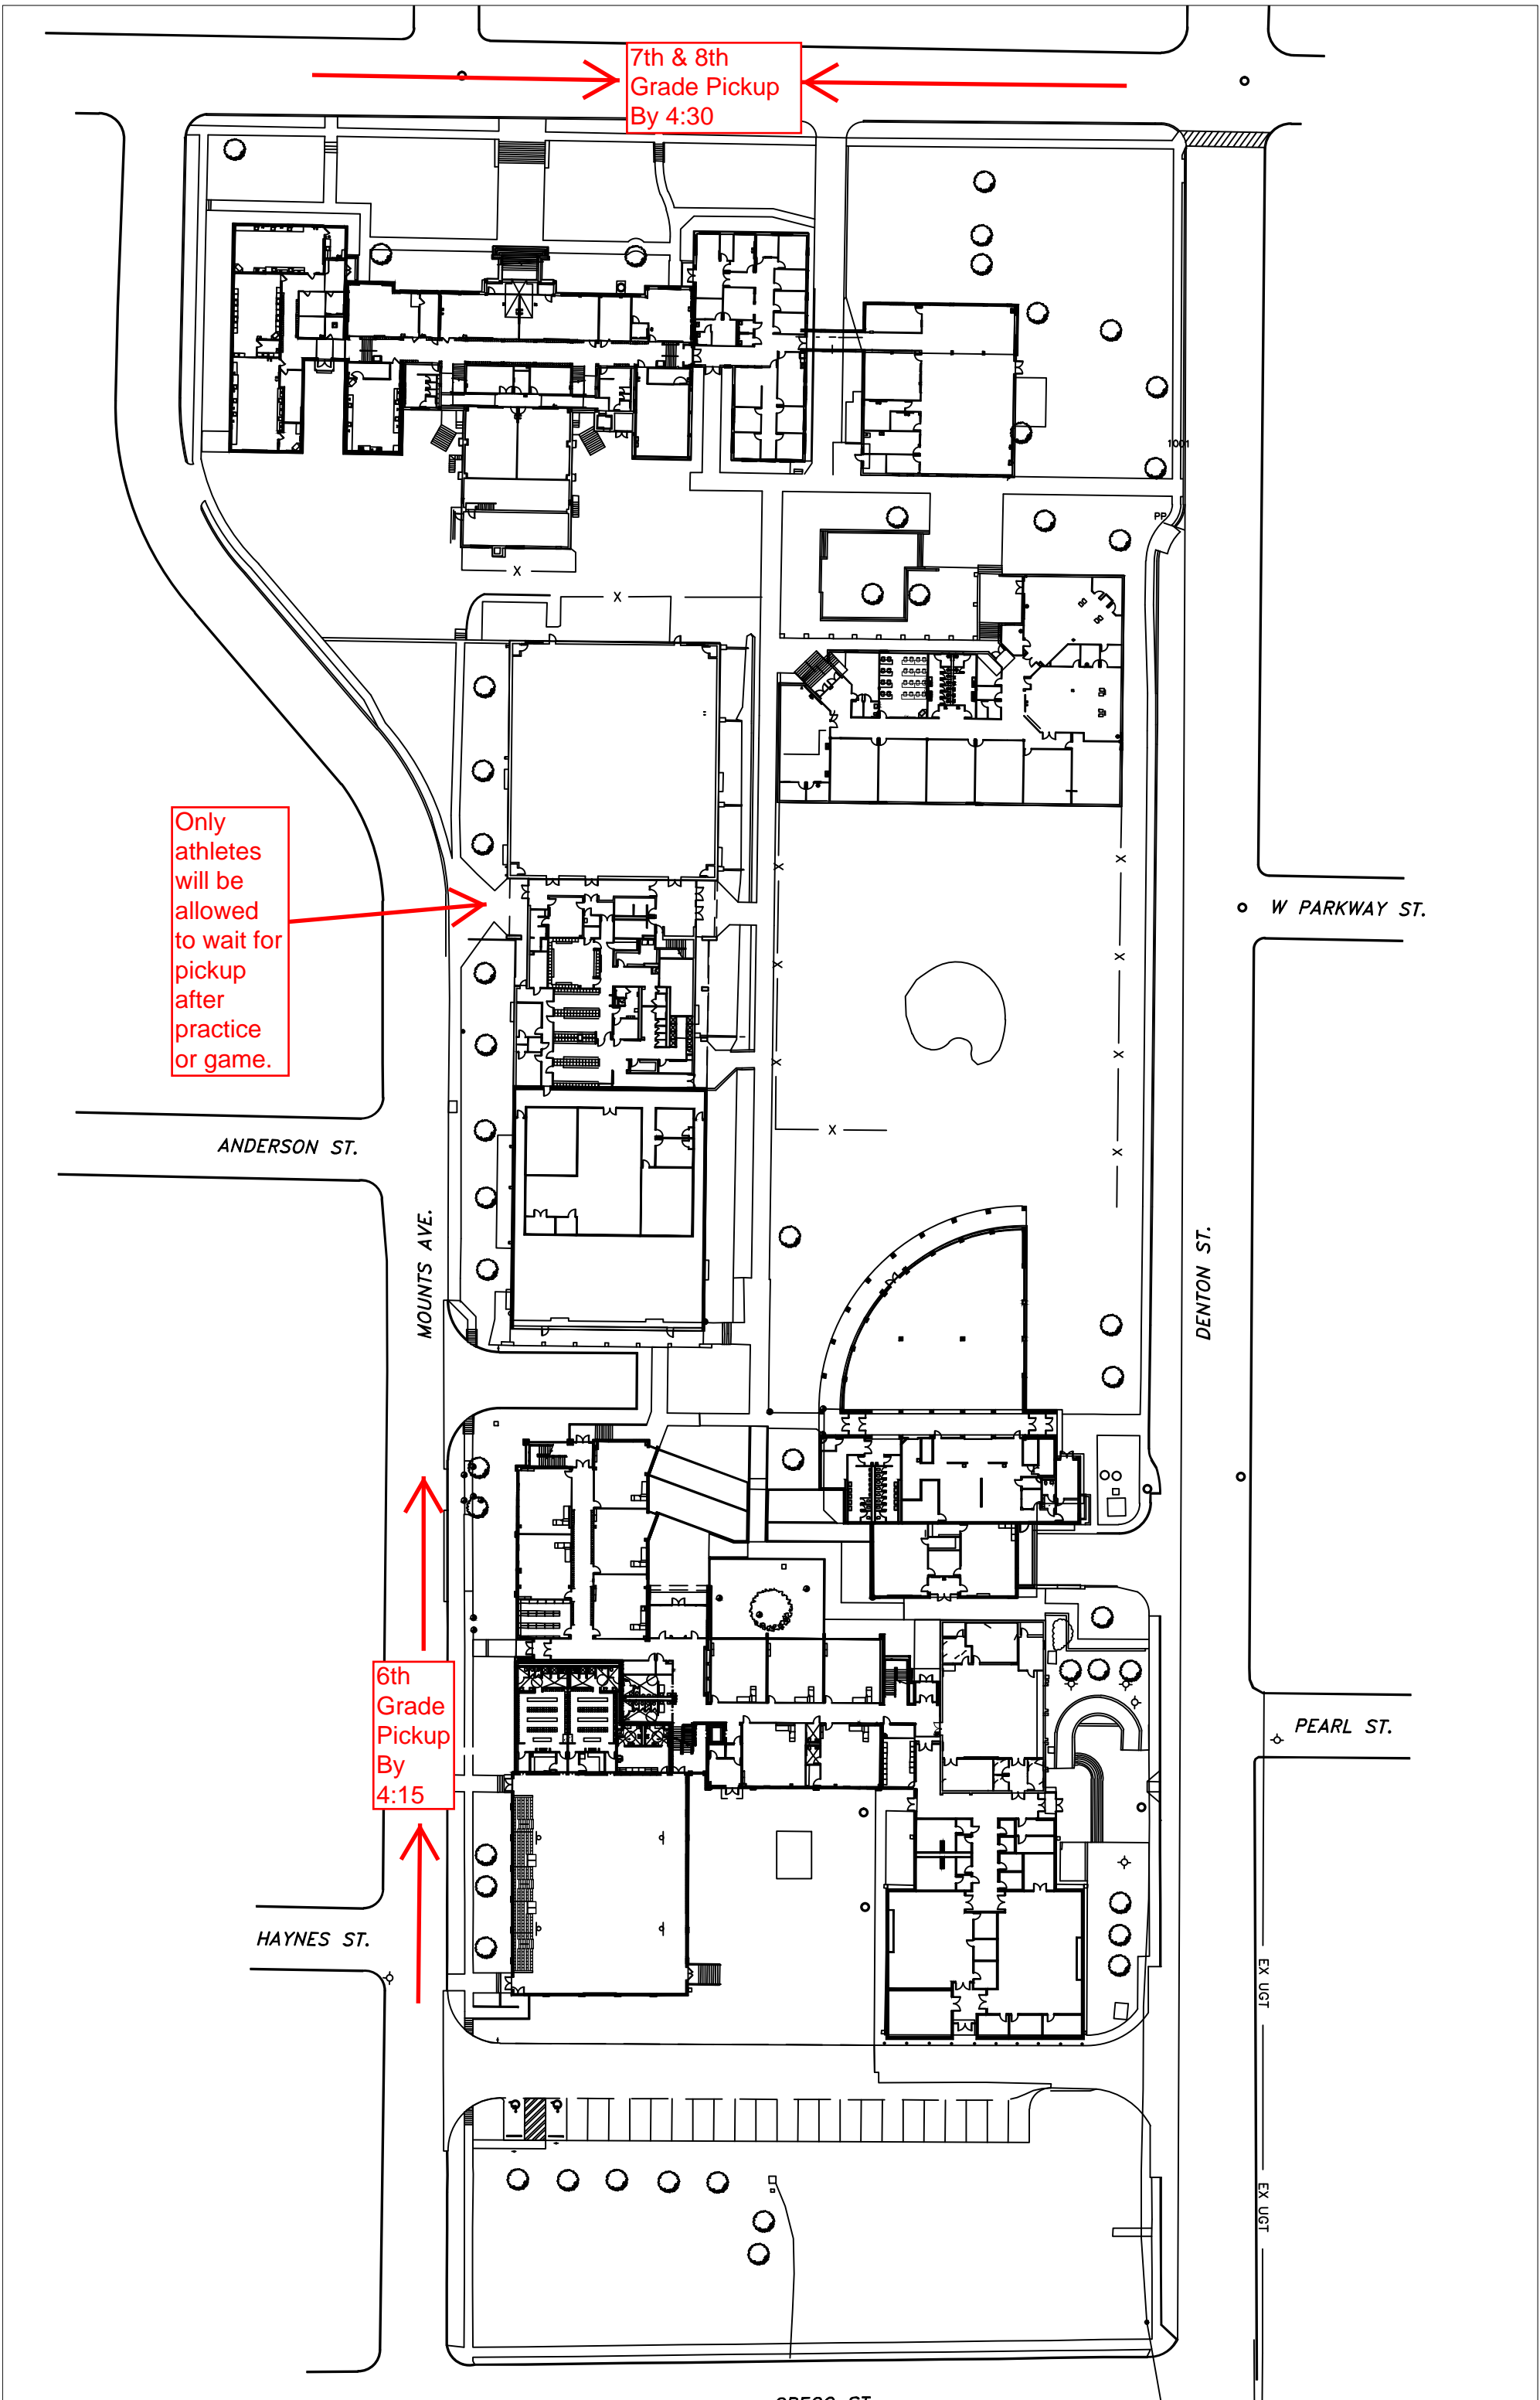 7th & 8th
Grade Pickup
By 4:30
1001
PP
X
X
Only
athletes
will be
allowed
to wait for
pickup
after
practice
or game.
X
X
W PARKWAY ST.
X
X
X
X
X
X
ANDERSON ST.
MOUNTS AVE.
DENTON ST.
6th
Grade
Pickup
By
4:15
PEARL ST.
HAYNES ST.
EX UGT
EX UGT